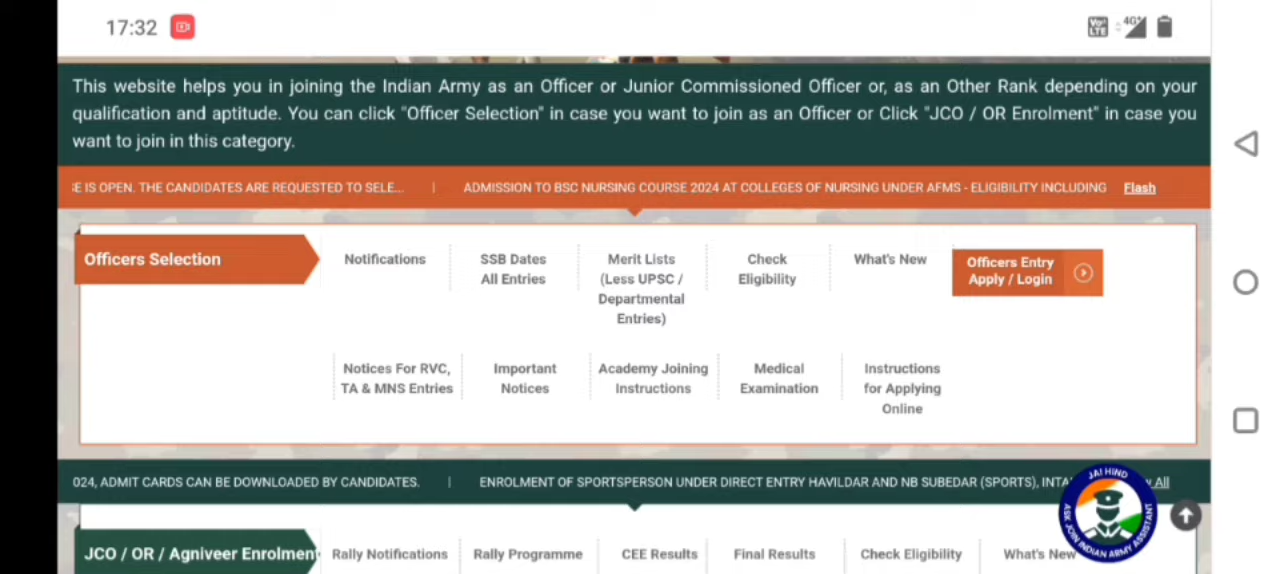 17:32
Vo) LTE
4G+
This website helps you in joining the Indian Army as an Officer or Junior Commissioned Officer or, as an Other Rank depending on your
qualification and aptitude. You can click "Officer Selection" in case you want to join as an Officer or Click "JCO / OR Enrolment" in case you
want to join in this category.
E IS OPEN. THE CANDIDATES ARE REQUESTED TO SELE... | ADMISSION TO BSC NURSING COURSE 2024 AT COLLEGES OF NURSING UNDER AFMS - ELIGIBILITY INCLUDING Flash
Officers Selection
Notifications
SSB Dates
All Entries
Merit Lists
(Less UPSC /
Departmental
Entries)
Check
Eligibility
What's New
Officers Entry
Apply / Login
Notices For RVC,
TA & MNS Entries
Important
Notices
Academy Joining
Instructions
Medical
Examination
Instructions
for Applying
Online
024, ADMIT CARDS CAN BE DOWNLOADED BY CANDIDATES. | ENROLMENT OF SPORTSPERSON UNDER DIRECT ENTRY HAVILDAR AND NB SUBEDAR (SPORTS), INTA
All
JAI HIND
ASK JOIN INDIAN ARMY ASSISTANT
JCO / OR / Agniveer Enrolment
Rally Notifications
Rally Programme
CEE Results
Final Results
Check Eligibility
What's New